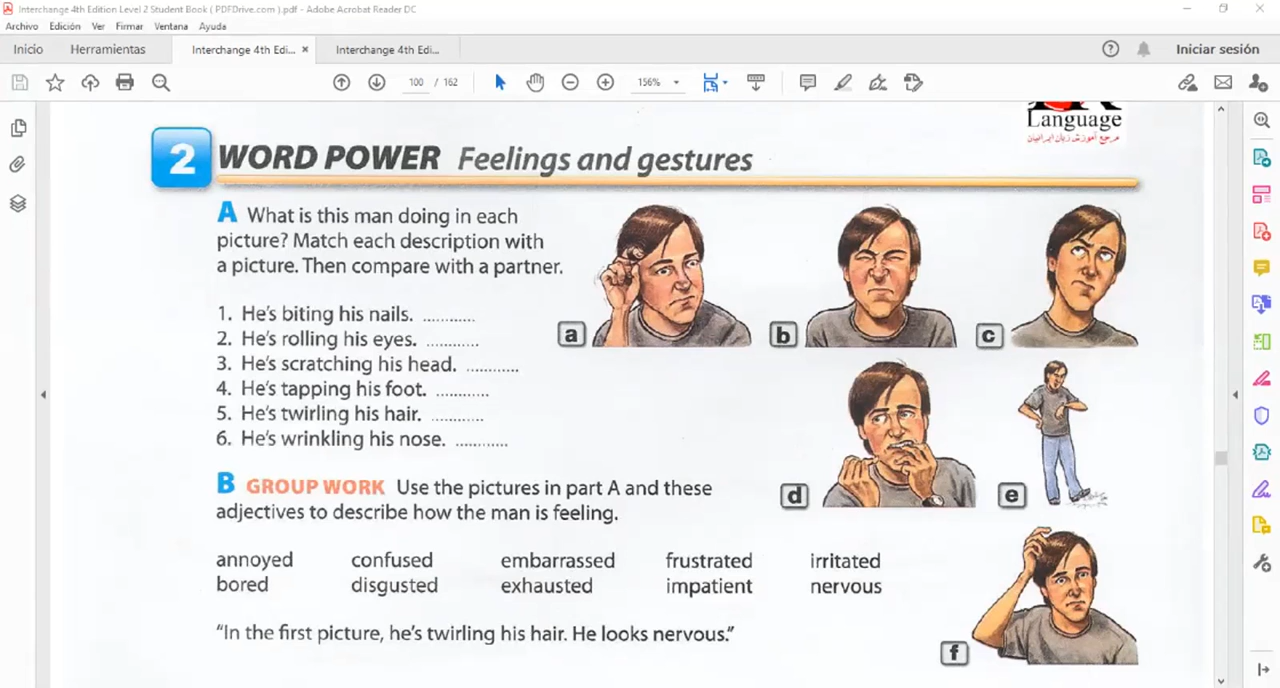 Interchange 4th Edition Level 2 Student Book ( PDFDrive.com ).pdf - Adobe Acrobat Reader DC
Archivo Edición Ver Firmar Ventana Ayuda
Inicio Herramientas Interchange 4th Edi... × Interchange 4th Edi... Iniciar sesión
100 / 162 156%
Language
مرجع آموزش زبان ایرانیان
2 WORD POWER Feelings and gestures
A What is this man doing in each
picture? Match each description with
a picture. Then compare with a partner.
1. He's biting his nails. ............
2. He's rolling his eyes. ............
3. He's scratching his head. ............
4. He's tapping his foot. ............
5. He's twirling his hair. ............
6. He's wrinkling his nose. ............
a b c
d e
f
B GROUP WORK Use the pictures in part A and these
adjectives to describe how the man is feeling.
annoyed confused embarrassed frustrated irritated
bored disgusted exhausted impatient nervous
"In the first picture, he's twirling his hair. He looks nervous."